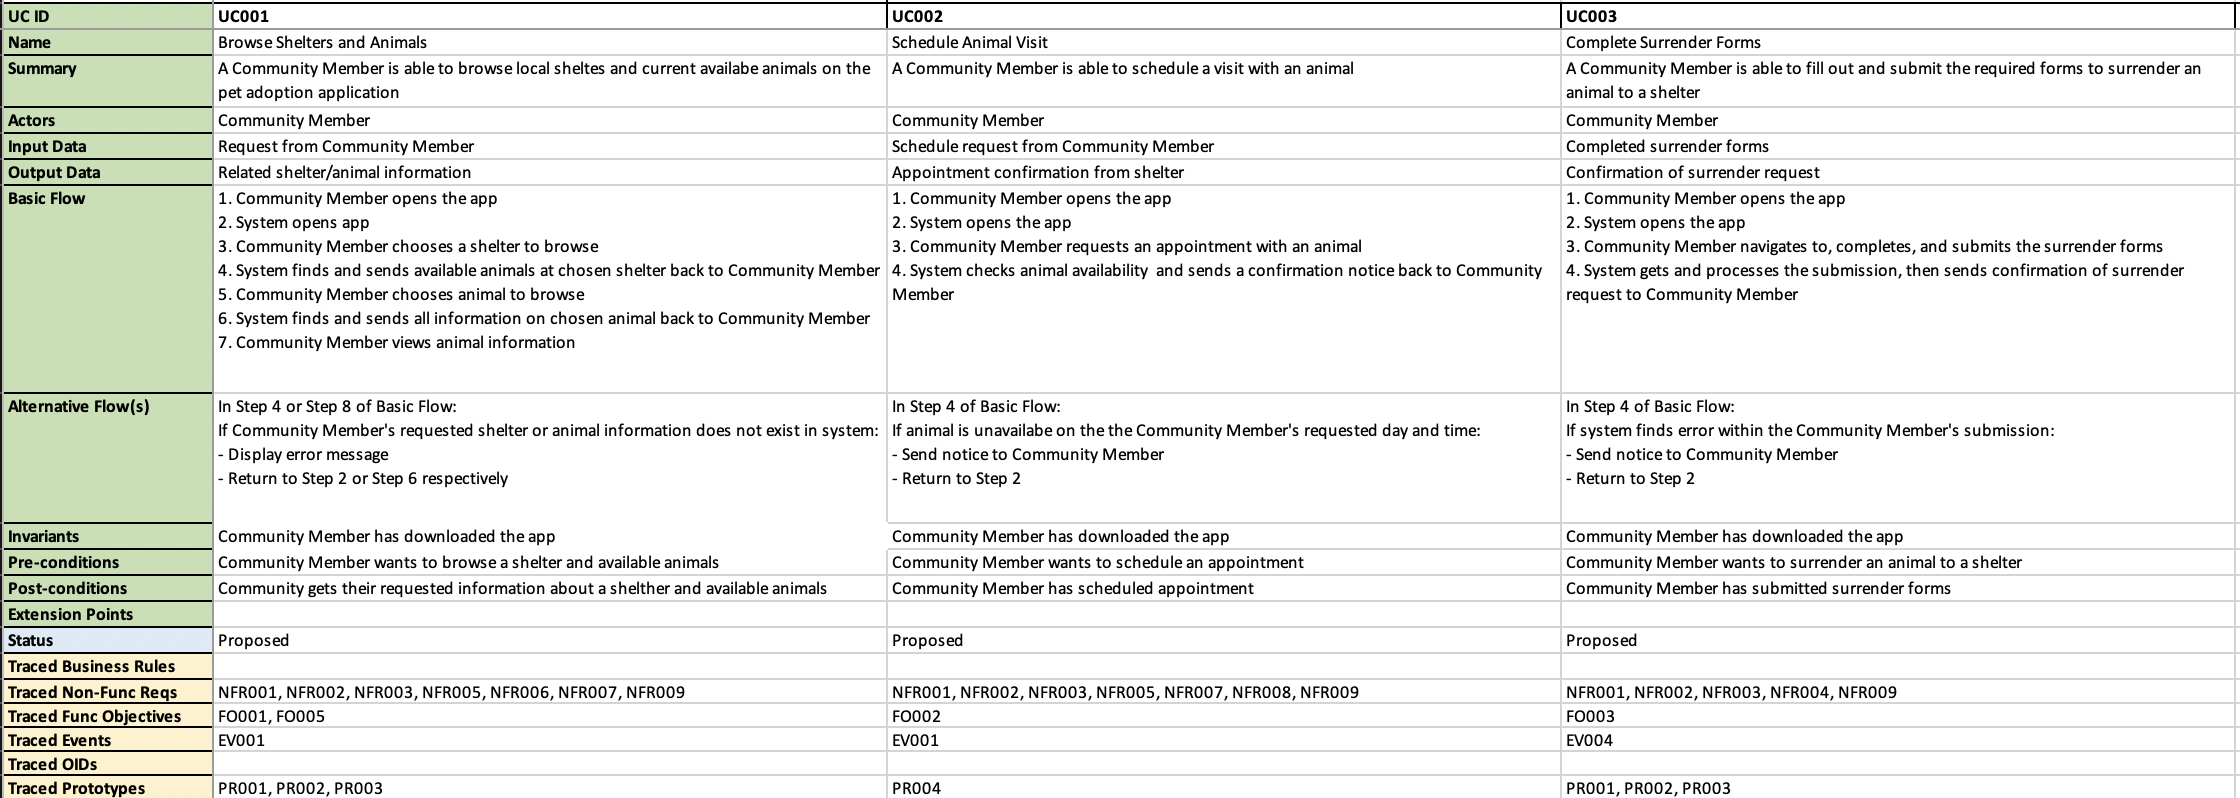 UC ID UC001 UC002 UC003
Name Browse Shelters and Animals Schedule Animal Visit Complete Surrender Forms
Summary A Community Member is able to browse local sheltes and current availabe animals on the A Community Member is able to schedule a visit with an animal A Community Member is able to fill out and submit the required forms to surrender an
pet adoption application animal to a shelter
Actors Community Member Community Member Community Member
Input Data Request from Community Member Schedule request from Community Member Completed surrender forms
Output Data Related shelter/animal information Appointment confirmation from shelter Confirmation of surrender request
Basic Flow 1. Community Member opens the app 1. Community Member opens the app 1. Community Member opens the app
2. System opens app 2. System opens the app 2. System opens the app
3. Community Member chooses a shelter to browse 3. Community Member requests an appointment with an animal 3. Community Member navigates to, completes, and submits the surrender forms
4. System finds and sends available animals at chosen shelter back to Community Member 4. System checks animal availability and sends a confirmation notice back to Community 4. System gets and processes the submission, then sends confirmation of surrender
5. Community Member chooses animal to browse Member request to Community Member
6. System finds and sends all information on chosen animal back to Community Member
7. Community Member views animal information
Alternative Flow(s) In Step 4 or Step 8 of Basic Flow: In Step 4 of Basic Flow: In Step 4 of Basic Flow:
If Community Member's requested shelter or animal information does not exist in system: If animal is unavailabe on the the Community Member's requested day and time: If system finds error within the Community Member's submission:
- Display error message - Send notice to Community Member - Send notice to Community Member
- Return to Step 2 or Step 6 respectively - Return to Step 2 - Return to Step 2
Invariants Community Member has downloaded the app Community Member has downloaded the app Community Member has downloaded the app
Pre-conditions Community Member wants to browse a shelter and available animals Community Member wants to schedule an appointment Community Member wants to surrender an animal to a shelter
Post-conditions Community gets their requested information about a shelther and available animals Community Member has scheduled appointment Community Member has submitted surrender forms
Extension Points
Status Proposed Proposed Proposed
Traced Business Rules
Traced Non-Func Reqs NFR001, NFR002, NFR003, NFR005, NFR006, NFR007, NFR009 NFR001, NFR002, NFR003, NFR005, NFR007, NFR008, NFR009 NFR001, NFR002, NFR003, NFR004, NFR009
Traced Func Objectives FO001, FO005 FO002 FO003
Traced Events EV001 EV001 EV004
Traced OIDs
Traced Prototypes PR001, PR002, PR003 PR004 PR001, PR002, PR003